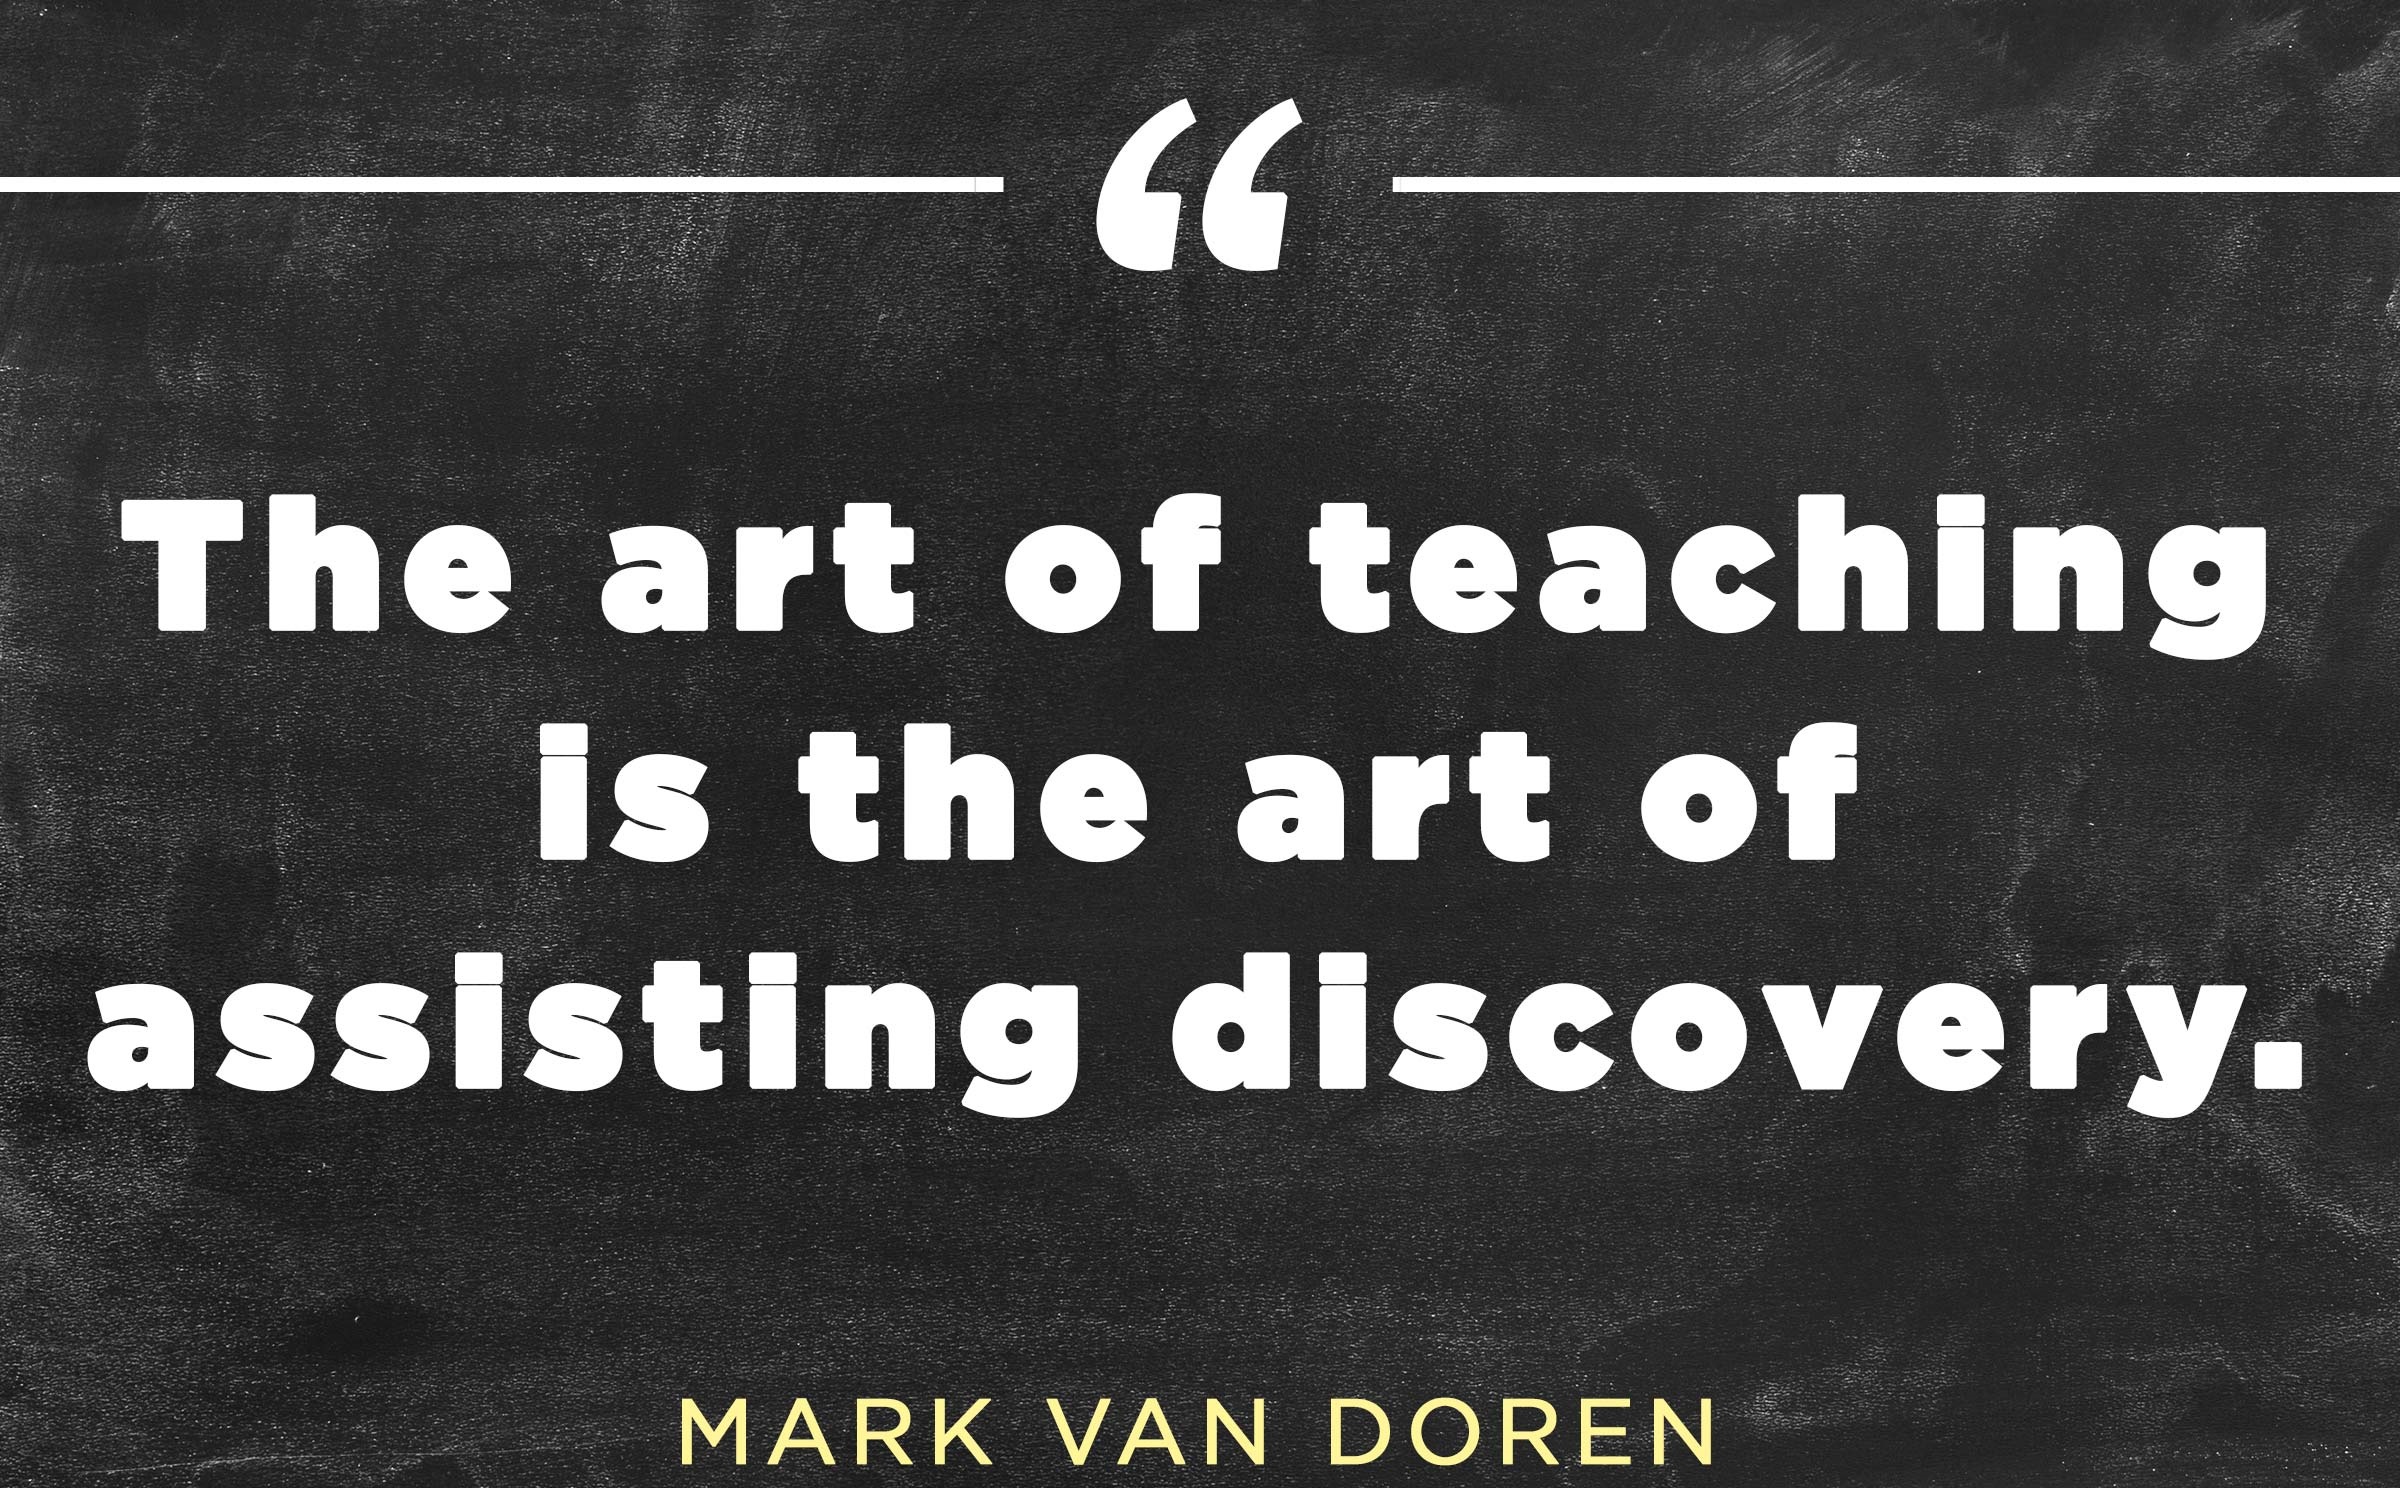 “
The art of teaching
is the art of
assisting discovery.
MARK VAN DOREN